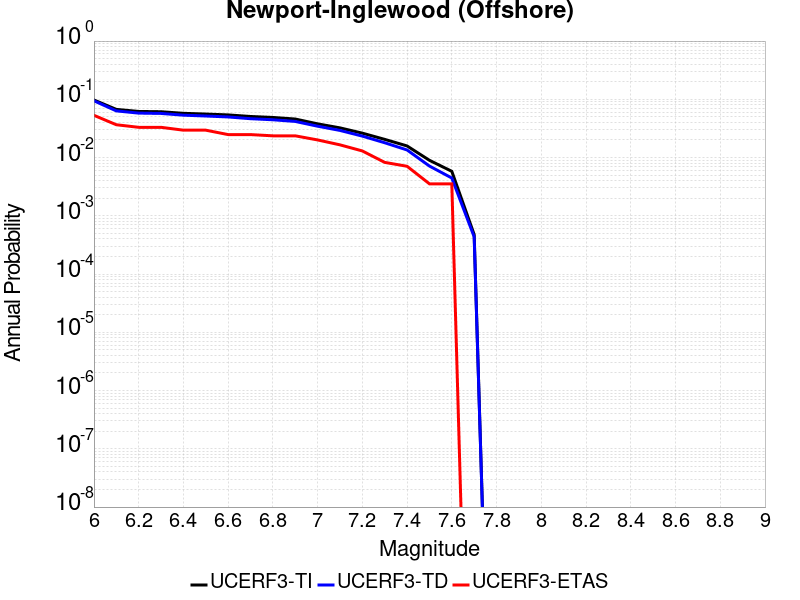 Newport-Inglewood (Offshore)
10^0
10^-1
10^-2
10^-3
10^-4
10^-5
10^-6
10^-7
10^-8
Annual Probability
6 6.2 6.4 6.6 6.8 7 7.2 7.4 7.6 7.8 8 8.2 8.4 8.6 8.8 9
Magnitude
UCERF3-TI UCERF3-TD UCERF3-ETAS